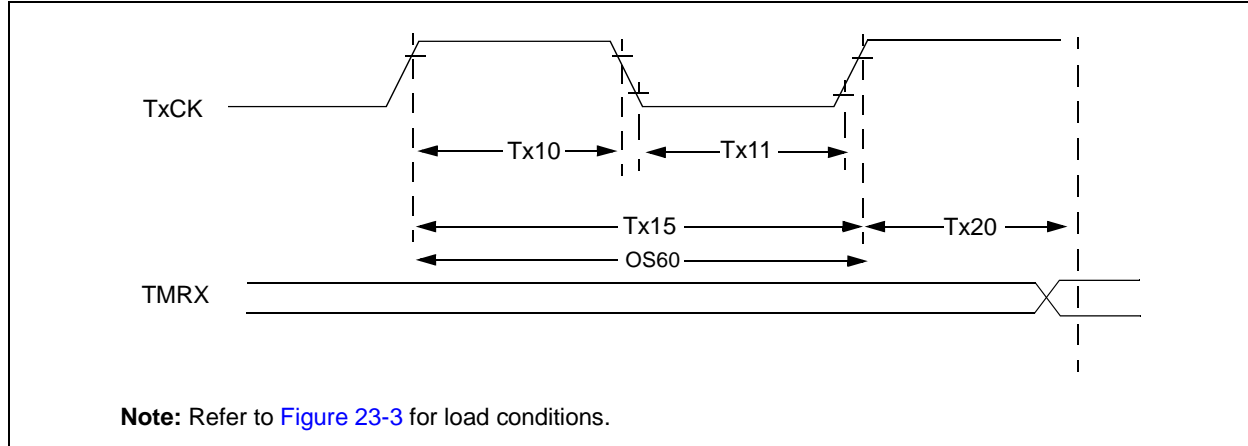 TxCK
Tx10
Tx11
Tx15
Tx20
OS60
TMRX
Note: Refer to Figure 23-3 for load conditions.